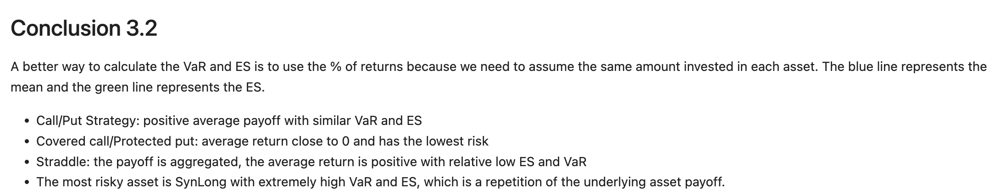 Conclusion 3.2
A better way to calculate the VaR and ES is to use the % of returns because we need to assume the same amount invested in each asset. The blue line represents the
mean and the green line represents the ES.
• Call/Put Strategy: positive average payoff with similar VaR and ES
• Covered call/Protected put: average return close to 0 and has the lowest risk
• Straddle: the payoff is aggregated, the average return is positive with relative low ES and VaR
• The most risky asset is SynLong with extremely high VaR and ES, which is a repetition of the underlying asset payoff.